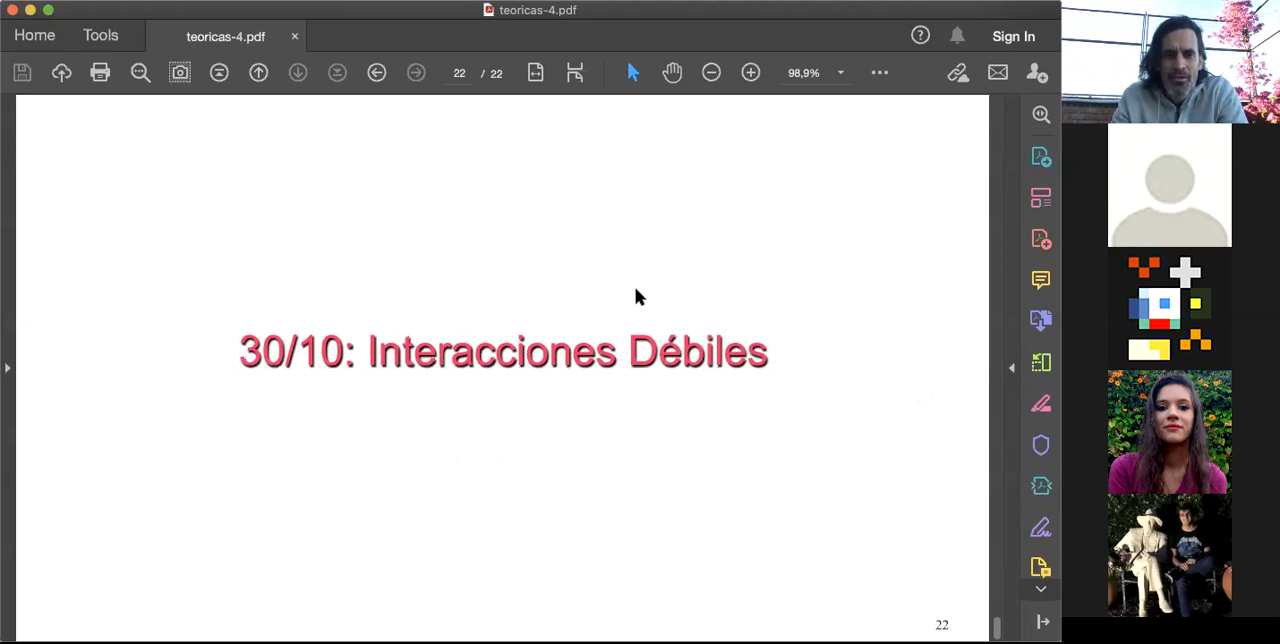 teoricas-4.pdf
Home
Tools
teoricas-4.pdf
Sign In
22 / 22
98,9%
30/10: Interacciones Débiles
22